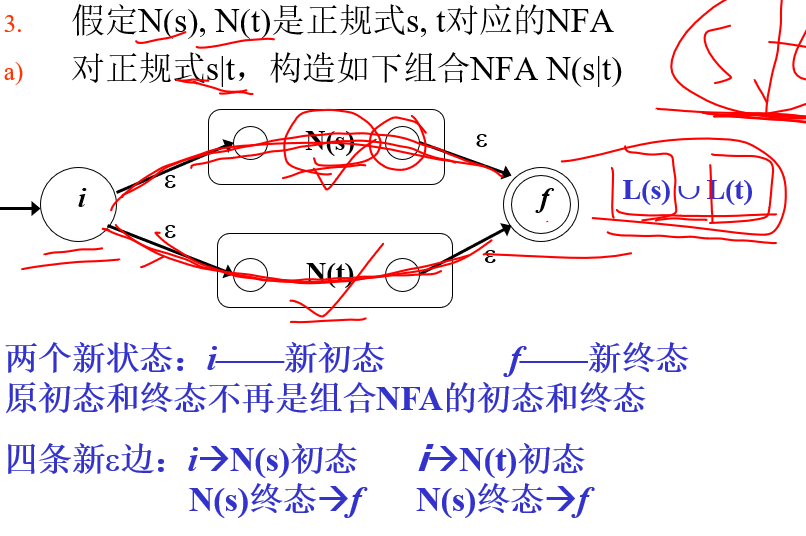 3. 假定N(s), N(t)是正规式s, t对应的NFA
a) 对正规式s|t，构造如下组合NFA N(s|t)
s|t
N(s)
ε
ε
i
f
L(s) ∪ L(t)
ε
N(t)
ε
两个新状态：i——新初态 f——新终态
原初态和终态不再是组合NFA的初态和终态
四条新ε边：i→N(s)初态 i→N(t)初态
N(s)终态→f N(s)终态→f